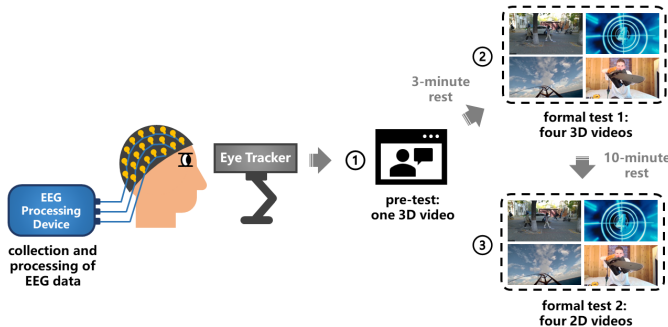 EEG
Processing
Device
collection and
processing of
EEG data
Eye Tracker
①
pre-test:
one 3D video
3-minute
rest
②
formal test 1:
four 3D videos
10-minute
rest
③
formal test 2:
four 2D videos